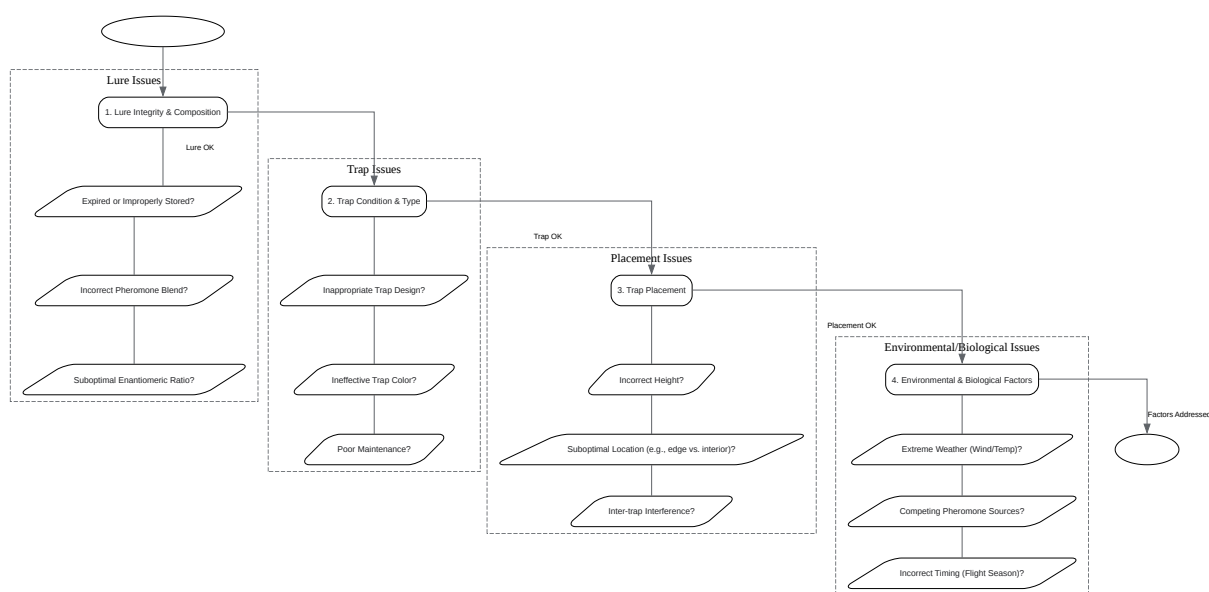 Lure Issues
1. Lure Integrity & Composition
Lure OK
Expired or Improperly Stored?
Incorrect Pheromone Blend?
Suboptimal Enantiomeric Ratio?
Trap Issues
2. Trap Condition & Type
Trap OK
Inappropriate Trap Design?
Ineffective Trap Color?
Poor Maintenance?
Placement Issues
3. Trap Placement
Placement OK
Incorrect Height?
Suboptimal Location (e.g., edge vs. interior)?
Inter-trap Interference?
Environmental/Biological Issues
4. Environmental & Biological Factors
Factors Addressed
Extreme Weather (Wind/Temp)?
Competing Pheromone Sources?
Incorrect Timing (Flight Season)?